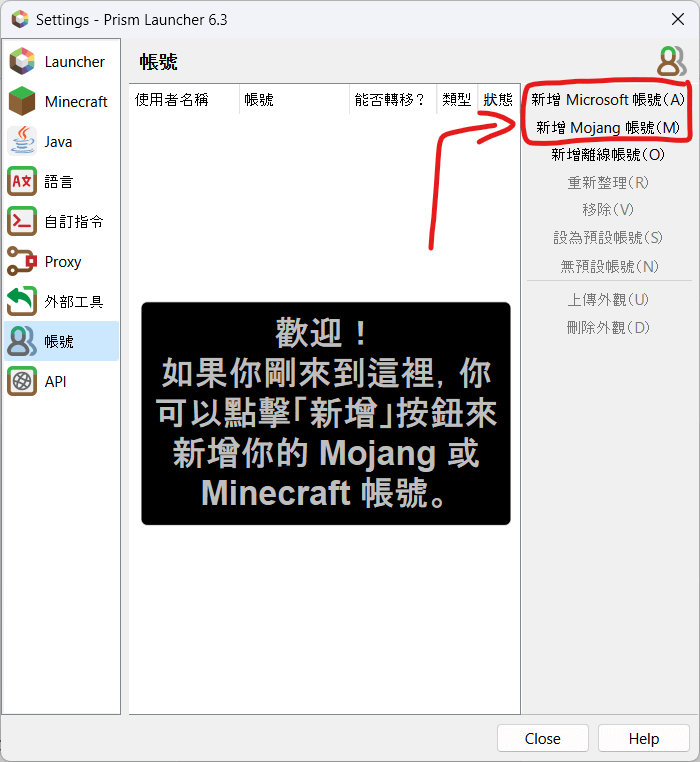 Settings - Prism Launcher 6.3
Launcher
Minecraft
Java
語言
自訂指令
Proxy
外部工具
帳號
API
帳號
使用者名稱 帳號 能否轉移？ 類型 狀態
歡迎！
如果你剛來到這裡，你
可以點擊「新增」按鈕來
新增你的 Mojang 或
Minecraft 帳號。
新增 Microsoft 帳號(A)
新增 Mojang 帳號(M)
新增離線帳號(O)
重新整理(R)
移除(V)
設為預設帳號(S)
無預設帳號(N)
上傳外觀(U)
刪除外觀(D)
Close
Help